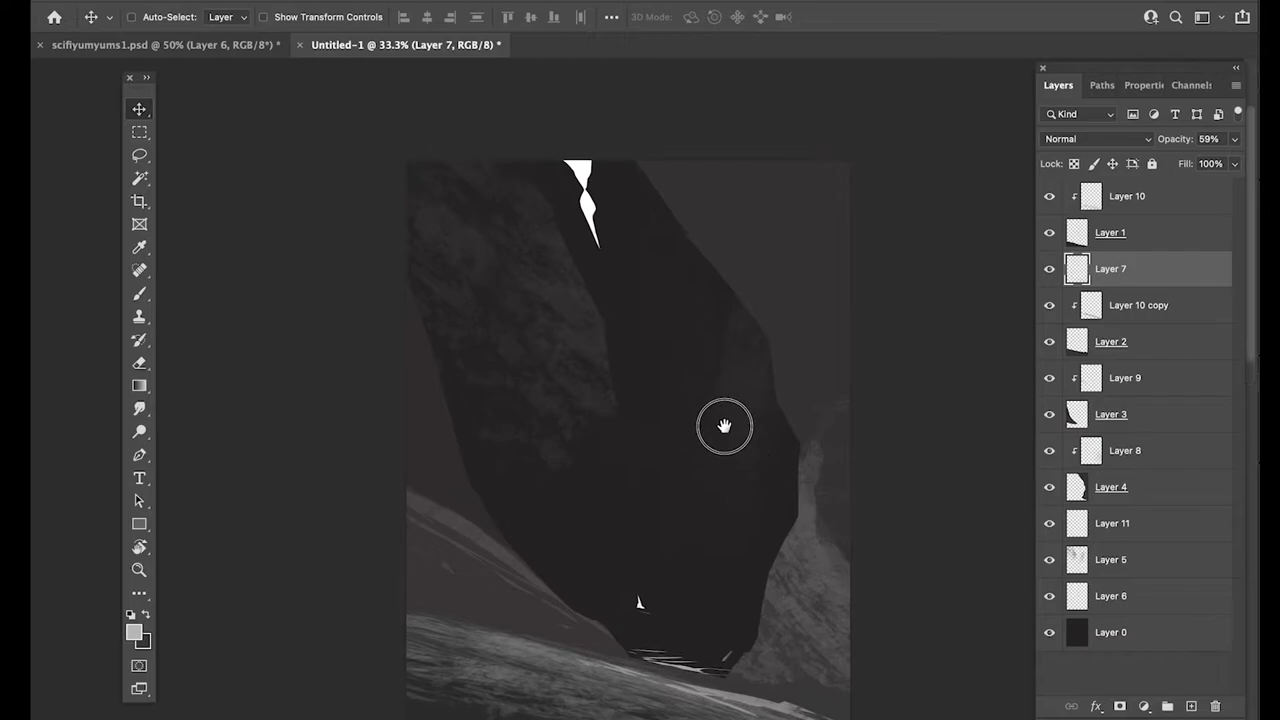 Auto-Select: Layer Show Transform Controls 3D Mode:
scifiyumyums1.psd @ 50% (Layer 6, RGB/8*) * Untitled-1 @ 33.3% (Layer 7, RGB/8) *
Layers Paths Properti Channels
Kind
Normal Opacity: 59%
Lock: Fill: 100%
Layer 10
Layer 1
Layer 7
Layer 10 copy
Layer 2
Layer 9
Layer 3
Layer 8
Layer 4
Layer 11
Layer 5
Layer 6
Layer 0